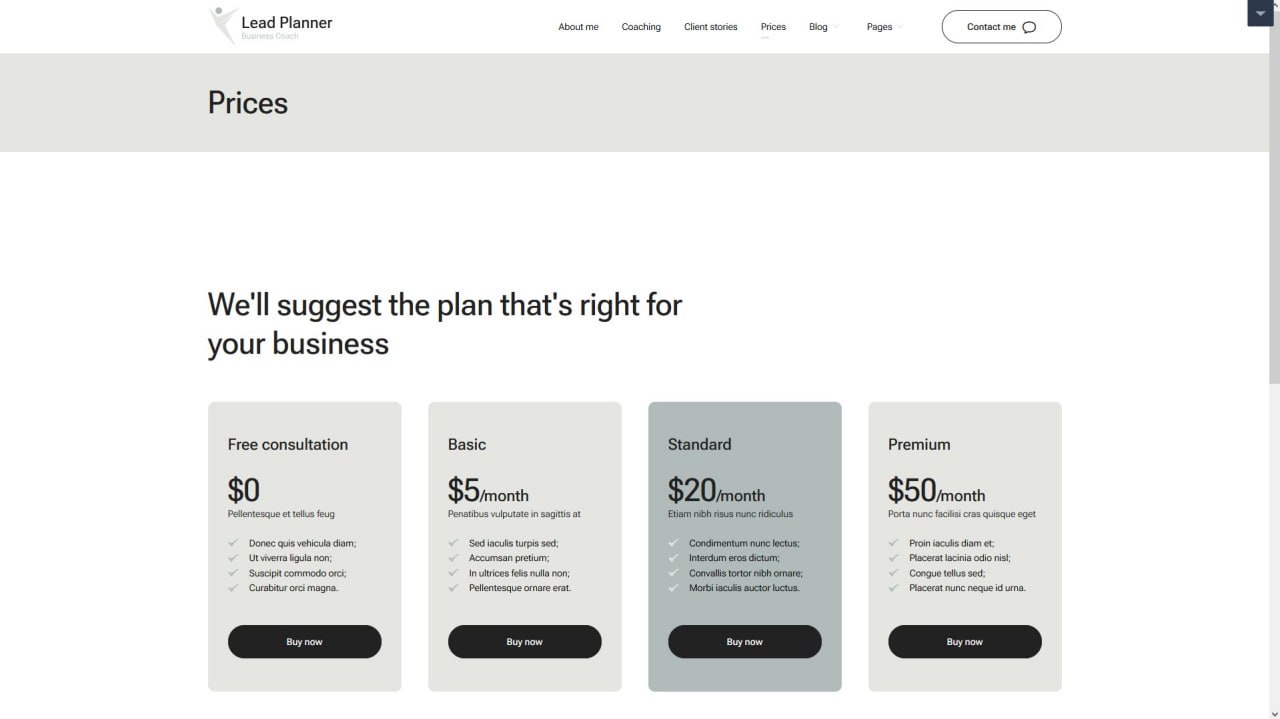 Lead Planner
Business Coach
About me
Coaching
Client stories
Prices
Blog
Pages
Contact me
Prices
We'll suggest the plan that's right for
your business
Free consultation
$0
Pellentesque et tellus feug
Donec quis vehicula diam;
Ut viverra ligula non;
Suscipit commodo orci;
Curabitur orci magna.
Buy now
Basic
$5/month
Penatibus vulputate in sagittis at
Sed iaculis turpis sed;
Accumsan pretium;
In ultrices felis nulla non;
Pellentesque ornare erat.
Buy now
Standard
$20/month
Etiam nibh risus nunc ridiculus
Condimentum nunc lectus;
Interdum eros dictum;
Convallis tortor nibh ornare;
Morbi iaculis auctor luctus.
Buy now
Premium
$50/month
Porta nunc facilisi cras quisque eget
Proin iaculis diam et;
Placerat lacinia odio nisl;
Congue tellus sed;
Placerat nunc neque id urna.
Buy now